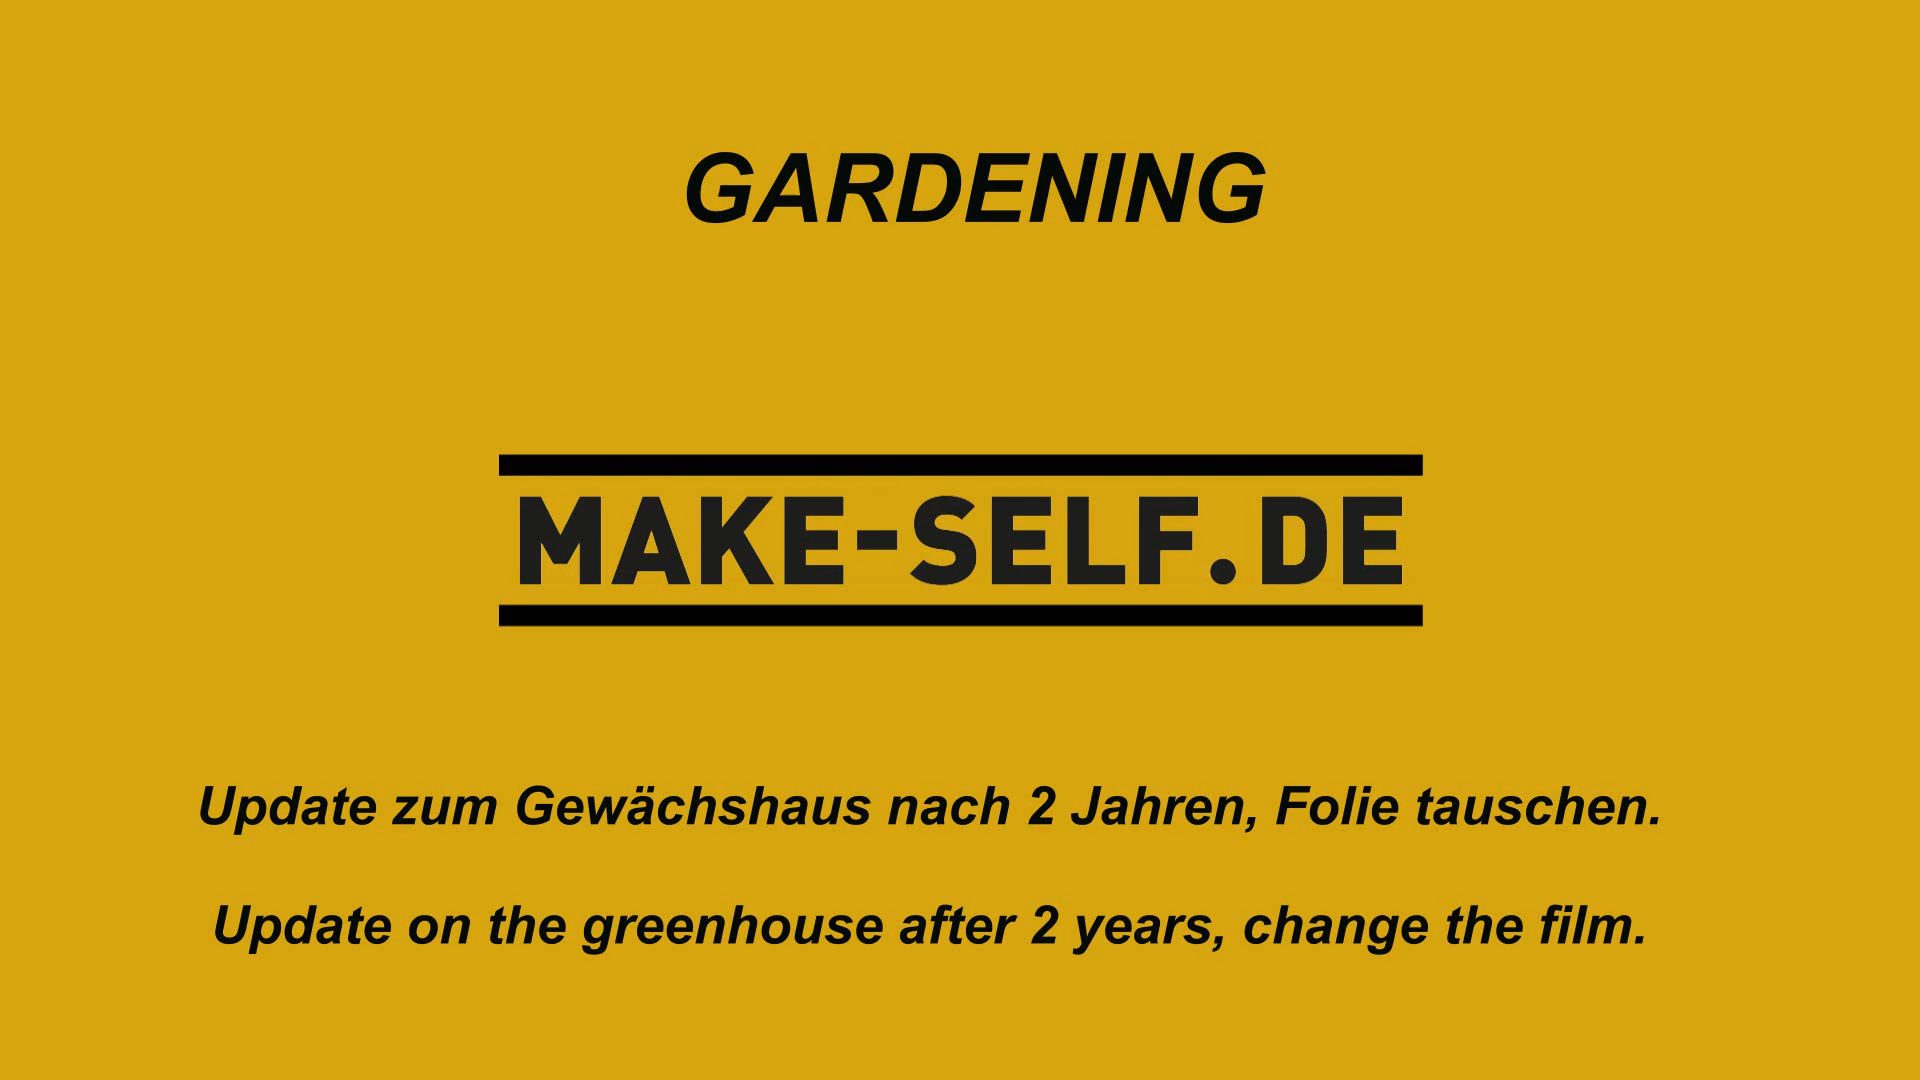 GARDENING
MAKE-SELF.DE
Update zum Gewächshaus nach 2 Jahren, Folie tauschen.
Update on the greenhouse after 2 years, change the film.